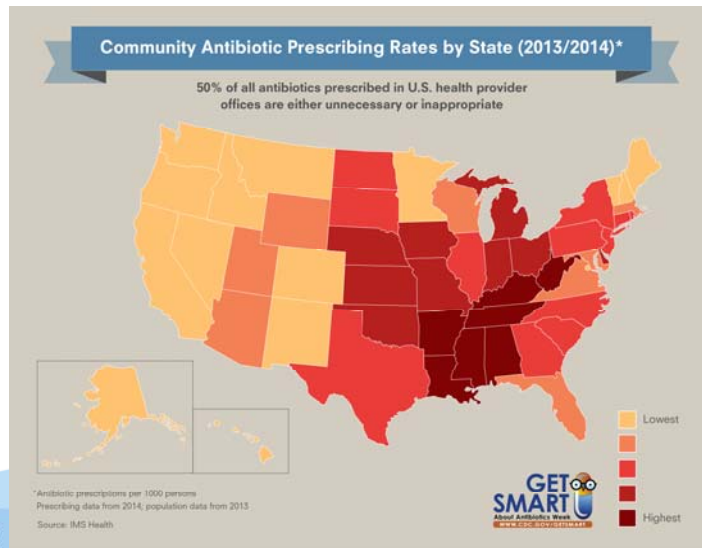 Community Antibiotic Prescribing Rates by State (2013/2014)*
50% of all antibiotics prescribed in U.S. health provider
offices are either unnecessary or inappropriate
Lowest
Highest
*Antibiotic prescriptions per 1000 persons
Prescribing data from 2014; population data from 2013
Source: IMS Health
GET
SMART
About Antibiotics Week
WWW.CDC.GOV/GETSMART